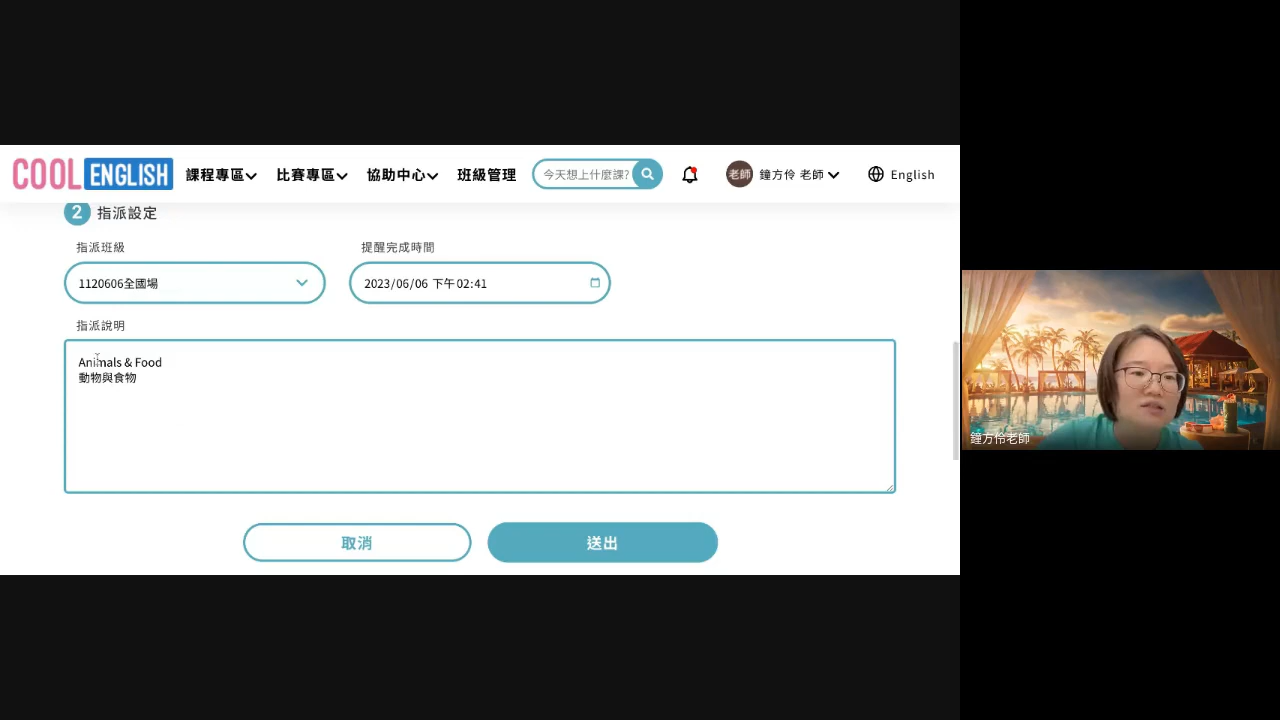 COOL ENGLISH 課程專區 比賽專區 協助中心 班級管理 今天想上什麼課? 老師 鐘方伶 老師 English
2 指派設定
指派班級 提醒完成時間
1120606全國場 2023/06/06 下午 02:41
指派說明
Animals & Food
動物與食物
取消 送出
鐘方伶老師